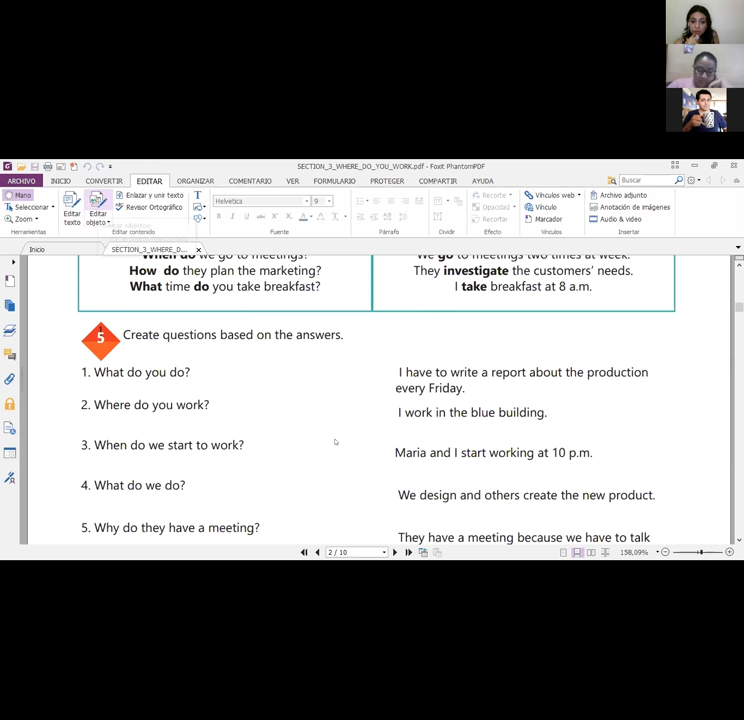 SECTION_3_WHERE_DO_YOU_WORK.pdf - Foxit PhantomPDF
ARCHIVO INICIO CONVERTIR EDITAR ORGANIZAR COMENTARIO VER FORMULARIO PROTEGER COMPARTIR AYUDA Buscar
Mano
Seleccionar
Zoom
Herramientas
Editar texto
Editar objeto
Enlazar y unir texto
Revisor Ortográfico
Editar contenido
Helvetica 9
Fuente
Párrafo
Dividir
Recorte
Opacidad
Recortar
Efecto
Vínculos web
Vínculo
Marcador
Vínculos
Archivo adjunto
Anotación de imágenes
Audio & video
Insertar
Inicio SECTION_3_WHERE_D...
When do we go to meetings? We go to meetings two times at week.
How do they plan the marketing? They investigate the customers' needs.
What time do you take breakfast? I take breakfast at 8 a.m.
5 Create questions based on the answers.
1. What do you do? I have to write a report about the production
every Friday.
2. Where do you work? I work in the blue building.
3. When do we start to work? Maria and I start working at 10 p.m.
4. What do we do? We design and others create the new product.
5. Why do they have a meeting? They have a meeting because we have to talk
2 / 10 158,09%